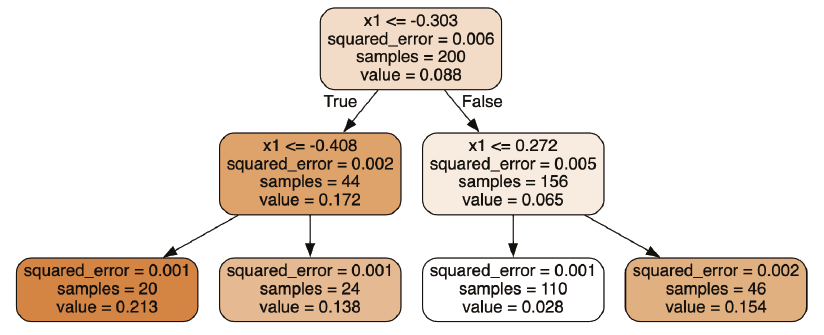 x1 <= -0.303
squared_error = 0.006
samples = 200
value = 0.088
True
False
x1 <= -0.408
squared_error = 0.002
samples = 44
value = 0.172
x1 <= 0.272
squared_error = 0.005
samples = 156
value = 0.065
squared_error = 0.001
samples = 20
value = 0.213
squared_error = 0.001
samples = 24
value = 0.138
squared_error = 0.001
samples = 110
value = 0.028
squared_error = 0.002
samples = 46
value = 0.154